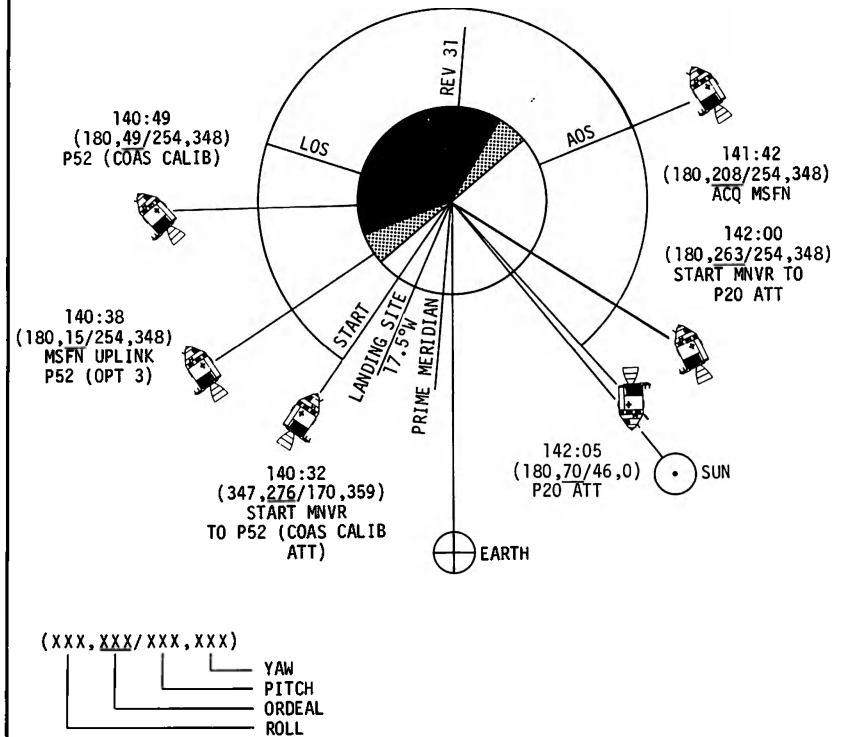 REV 31
140:49
(180,49/254,348)
P52 (COAS CALIB)
LOS
AOS
141:42
(180,208/254,348)
ACQ MSFN
142:00
(180,263/254,348)
START MNVR TO
P20 ATT
140:38
(180,15/254,348)
MSFN UPLINK
P52 (OPT 3)
START
LANDING SITE
17.5°W
PRIME MERIDIAN
140:32
(347,276/170,359)
START MNVR
TO P52 (COAS CALIB
ATT)
142:05
(180,70/46,0)
P20 ATT
SUN
EARTH
(XXX,XXX/XXX,XXX)
YAW
PITCH
ORDEAL
ROLL